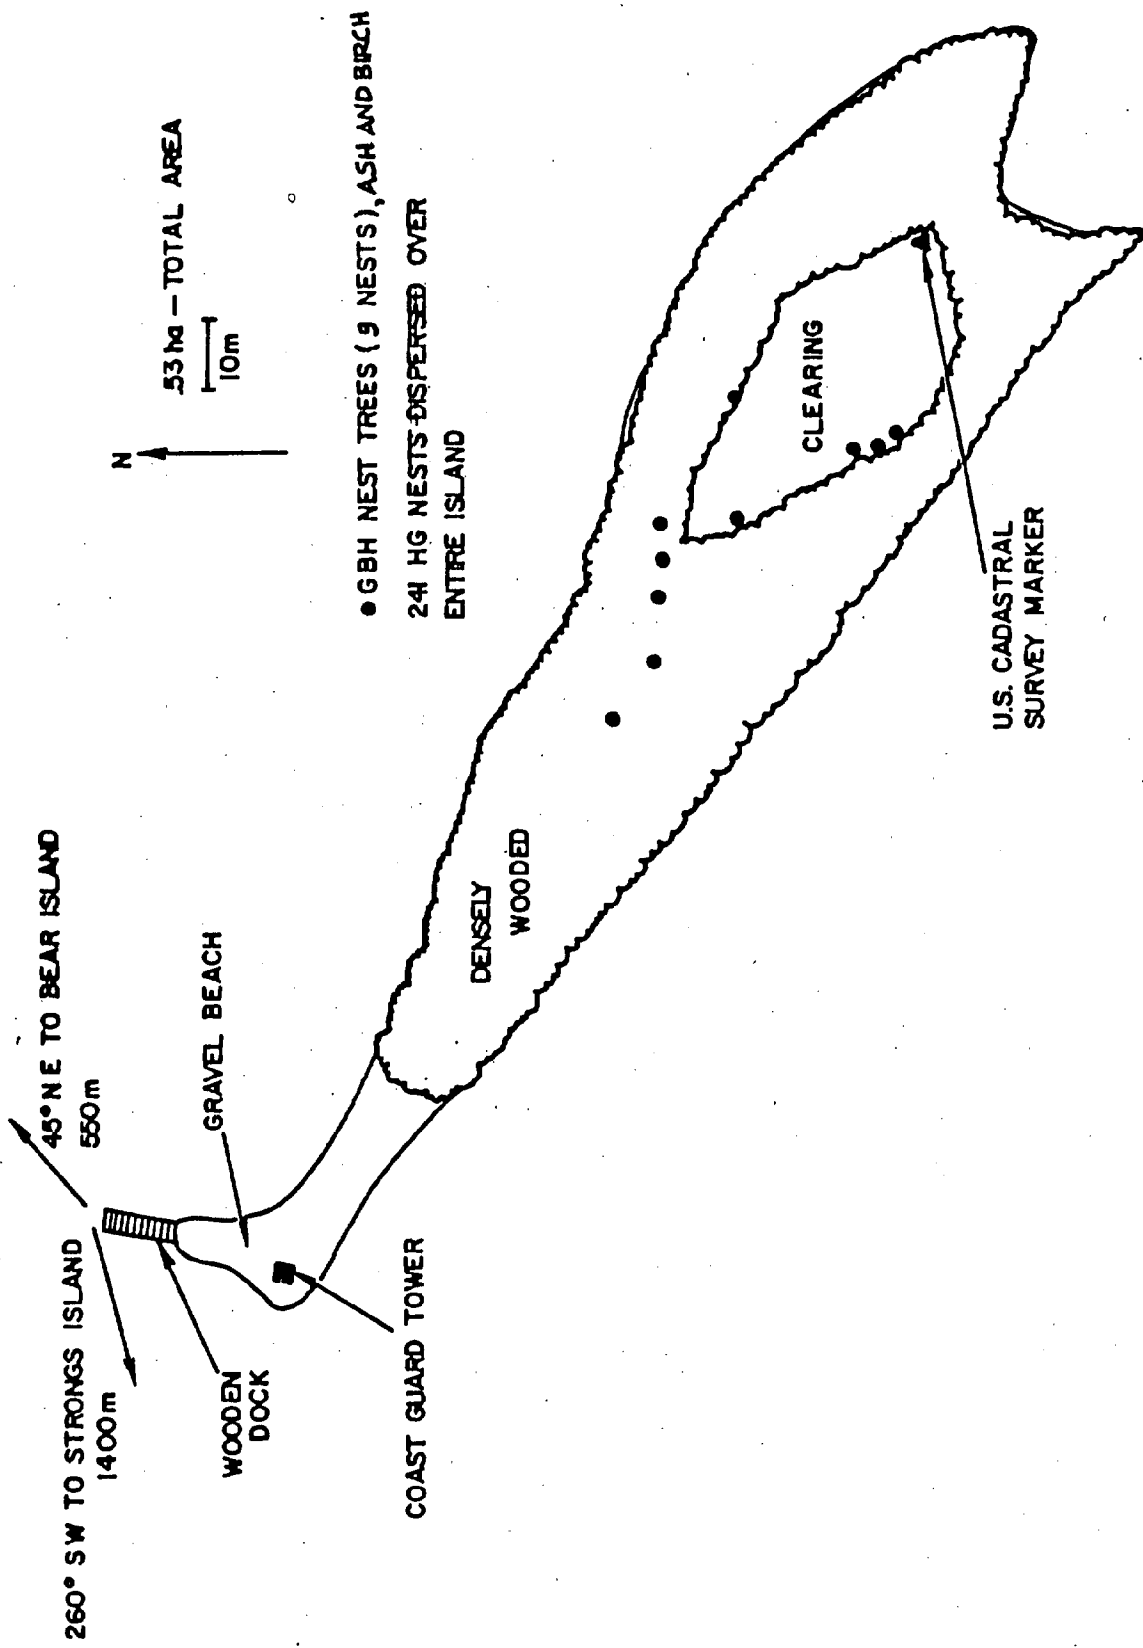 260° SW TO STRONGS ISLAND
1400m
45° NE TO BEAR ISLAND
550m
WOODEN
DOCK
GRAVEL BEACH
COAST GUARD TOWER
N
.53 ha — TOTAL AREA
10m
● GBH NEST TREES (9 NESTS), ASH AND BIRCH
241 HG NESTS DISPERSED OVER
ENTIRE ISLAND
DENSELY
WOODED
CLEARING
U.S. CADASTRAL
SURVEY MARKER